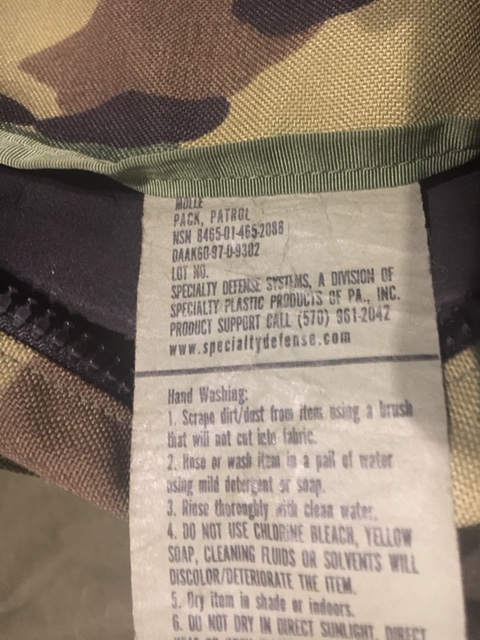 MOLLE
PACK, PATROL
NSN 8465-01-465-2088
DAAK60-97-D-9302
LOT NO.
SPECIALTY DEFENSE SYSTEMS, A DIVISION OF
SPECIALTY PLASTIC PRODUCTS OF PA., INC.
PRODUCT SUPPORT CALL (570) 961-2042
www.specialtydefense.com
Hand Washing:
1. Scrape dirt/dust from item using a brush
that will not cut into fabric.
2. Hose or wash item in a pail of water
using mild detergent or soap.
3. Rinse thoroughly with clean water.
4. DO NOT USE CHLORINE BLEACH, YELLOW
SOAP, CLEANING FLUIDS OR SOLVENTS WILL
DISCOLOR/DETERIORATE THE ITEM.
5. Dry item in shade or indoors.
6. DO NOT DRY IN DIRECT SUNLIGHT, DIRECT